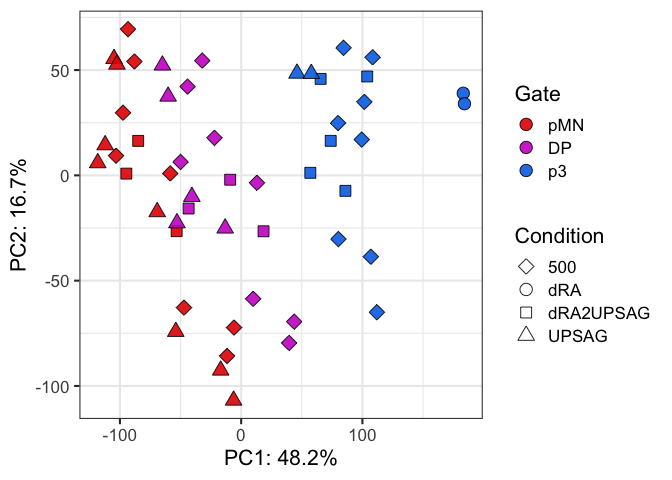 50
0
-50
-100
PC2: 16.7%
-100
0
100
PC1: 48.2%
Gate
pMN
DP
p3
Condition
500
dRA
dRA2UPSAG
UPSAG